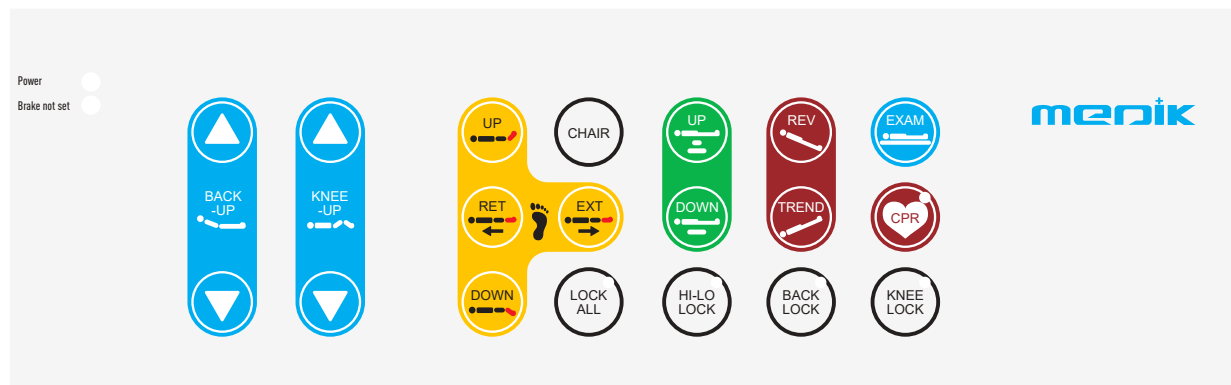 Power
Brake not set
BACK
-UP
KNEE
-UP
UP
RET
EXT
DOWN
CHAIR
LOCK
ALL
UP
DOWN
HI-LO
LOCK
REV
TREND
BACK
LOCK
EXAM
CPR
KNEE
LOCK
menik